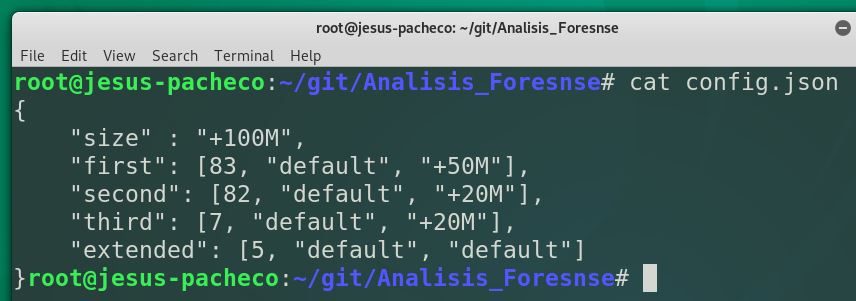 root@jesus-pacheco: ~/git/Analisis_Foresnse
File Edit View Search Terminal Help
root@jesus-pacheco:~/git/Analisis_Foresnse# cat config.json
{
    "size" : "+100M",
    "first": [83, "default", "+50M"],
    "second": [82, "default", "+20M"],
    "third": [7, "default", "+20M"],
    "extended": [5, "default", "default"]
}root@jesus-pacheco:~/git/Analisis_Foresnse#